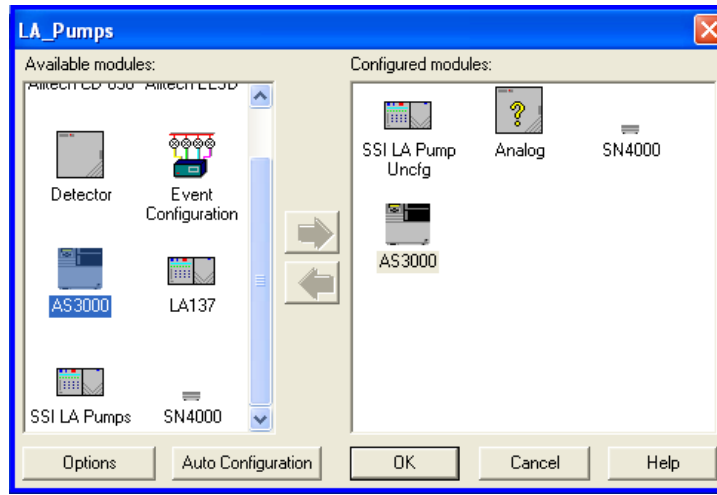 LA_Pumps
Available modules:
Configured modules:
Detector
Event
Configuration
AS3000
LA137
SSI LA Pumps
SN4000
SSI LA Pump
Uncfg
Analog
SN4000
AS3000
Options
Auto Configuration
OK
Cancel
Help